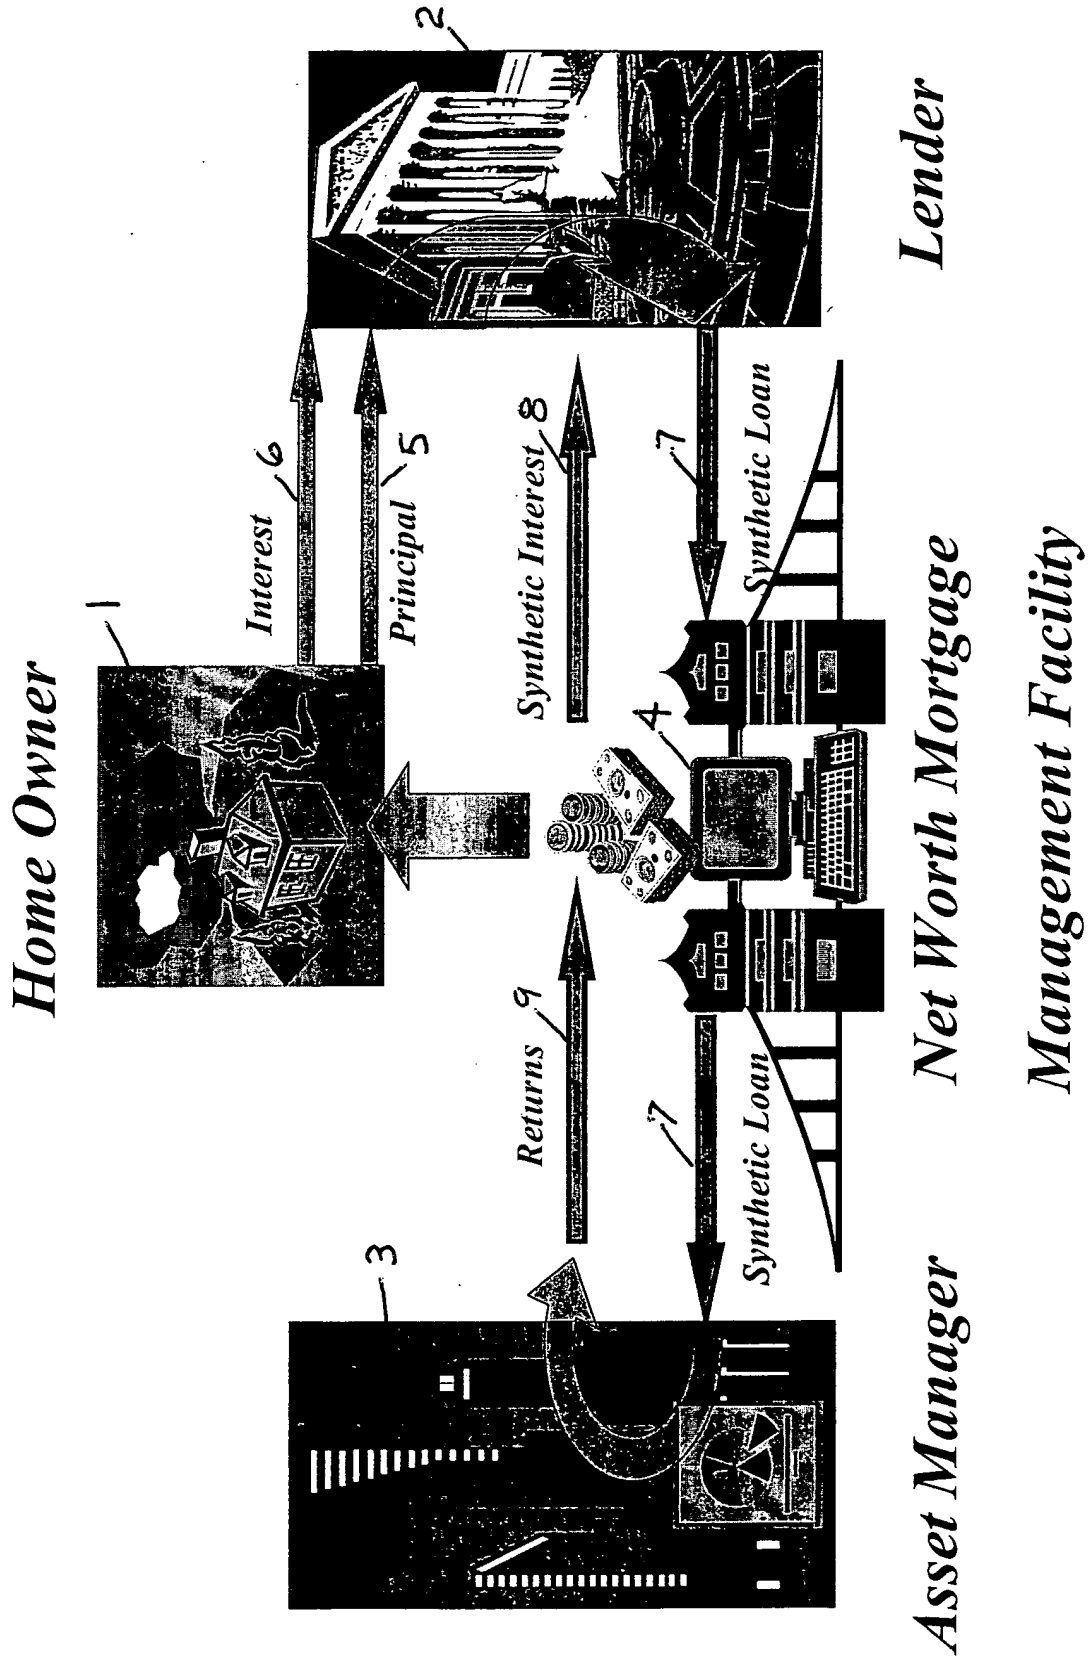 Home Owner
1
2
Interest
6
Principal
5
3
Returns
9
Synthetic Interest
8
4
7
Synthetic Loan
7
Synthetic Loan
Asset Manager
Net Worth Mortgage
Management Facility
Lender